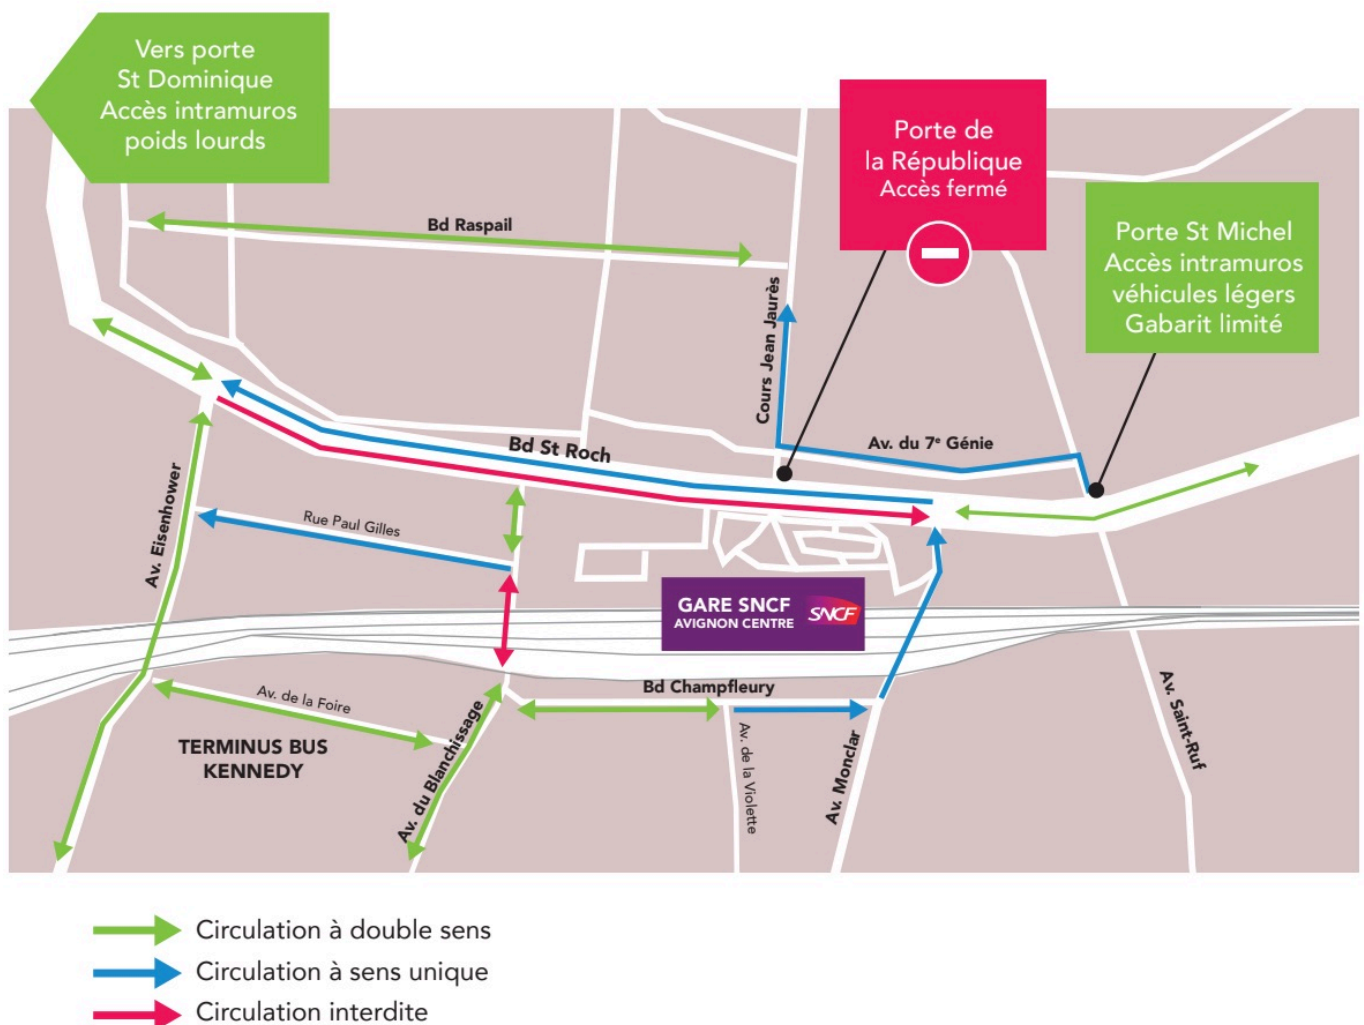 Vers porte
St Dominique
Accès intramuros
poids lourds
Porte de
la République
Accès fermé
Porte St Michel
Accès intramuros
véhicules légers
Gabarit limité
Bd Raspail
Cours Jean Jaurès
Av. du 7e Génie
Bd St Roch
Av. Eisenhower
Rue Paul Gilles
GARE SNCF
AVIGNON CENTRE
SNCF
Bd Champfleury
Av. de la Foire
TERMINUS BUS
KENNEDY
Av. du Blanchissage
Av. de la Violette
Av. Monclar
Av. Saint-Ruf
Circulation à double sens
Circulation à sens unique
Circulation interdite